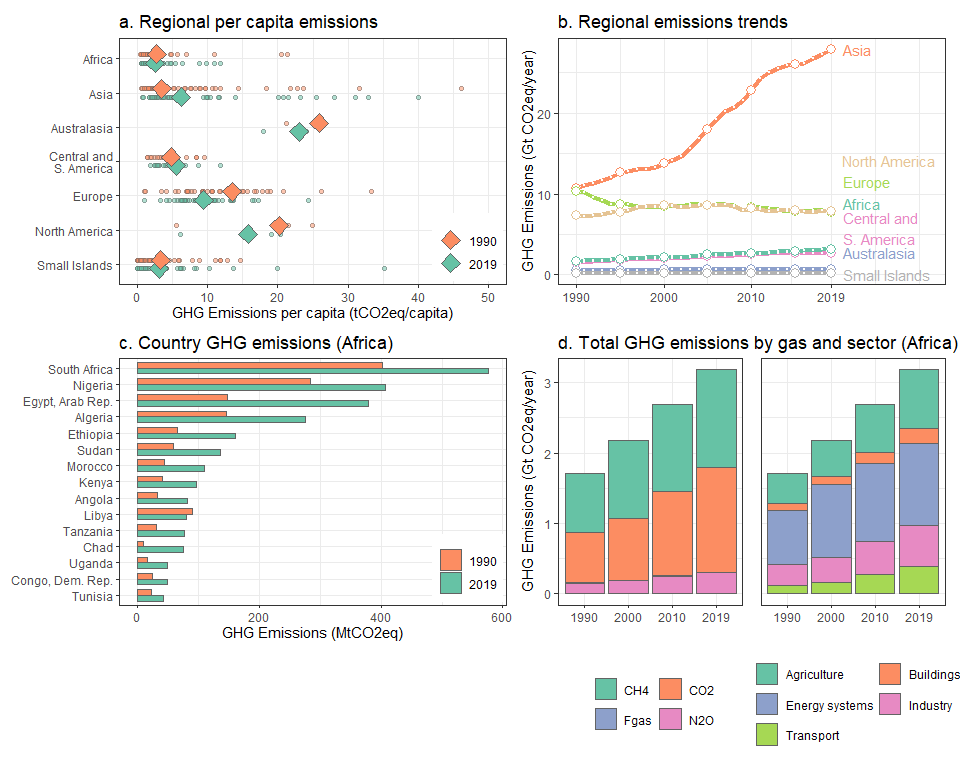 a. Regional per capita emissions
Africa
Asia
Australasia
Central and
S. America
Europe
North America
Small Islands
1990
2019
0
10
20
30
40
50
GHG Emissions per capita (tCO2eq/capita)
b. Regional emissions trends
GHG Emissions (Gt CO2eq/year)
20
10
0
Asia
North America
Europe
Africa
Central and
S. America
Australasia
Small Islands
1990
2000
2010
2019
c. Country GHG emissions (Africa)
South Africa
Nigeria
Egypt, Arab Rep.
Algeria
Ethiopia
Sudan
Morocco
Kenya
Angola
Libya
Tanzania
Chad
Uganda
Congo, Dem. Rep.
Tunisia
1990
2019
0
200
400
600
GHG Emissions (MtCO2eq)
d. Total GHG emissions by gas and sector (Africa)
GHG Emissions (Gt CO2eq/year)
3
2
1
0
1990
2000
2010
2019
1990
2000
2010
2019
CH4
CO2
Fgas
N2O
Agriculture
Buildings
Energy systems
Industry
Transport